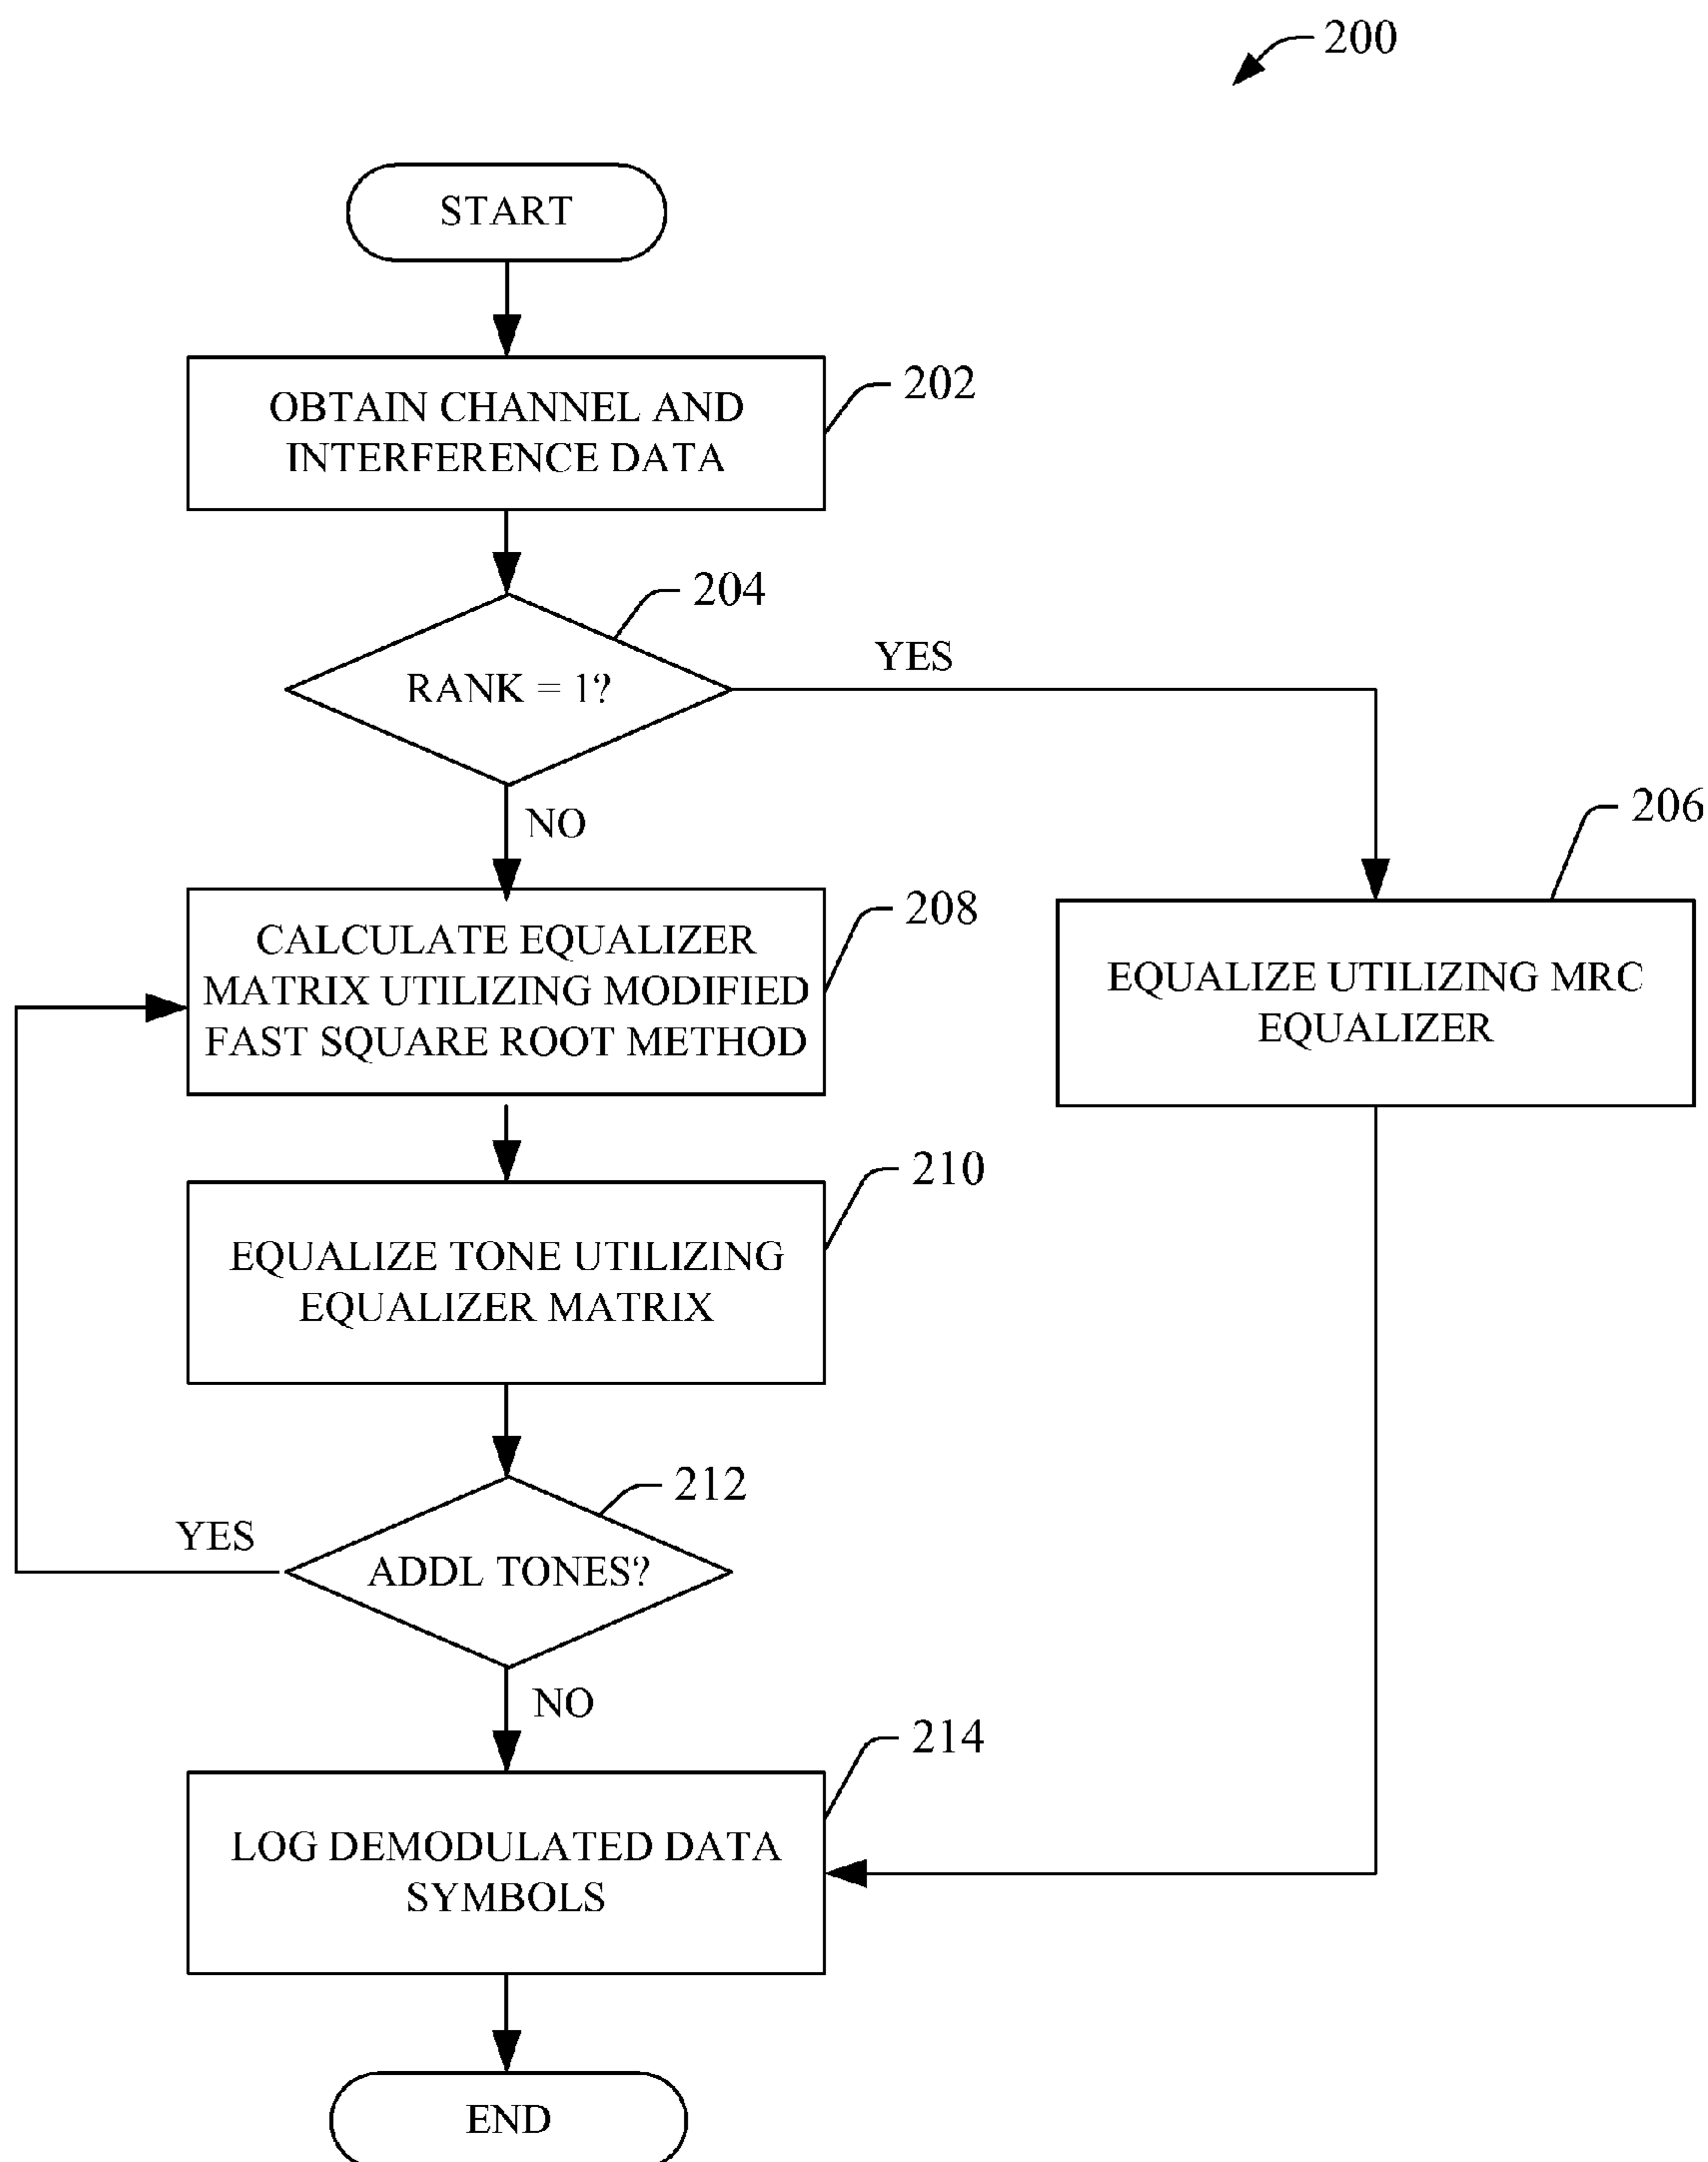 200
START
OBTAIN CHANNEL AND
INTERFERENCE DATA
202
204
RANK = 1?
YES
NO
206
EQUALIZE UTILIZING MRC
EQUALIZER
208
CALCULATE EQUALIZER
MATRIX UTILIZING MODIFIED
FAST SQUARE ROOT METHOD
210
EQUALIZE TONE UTILIZING
EQUALIZER MATRIX
212
ADDL TONES?
YES
NO
214
LOG DEMODULATED DATA
SYMBOLS
END